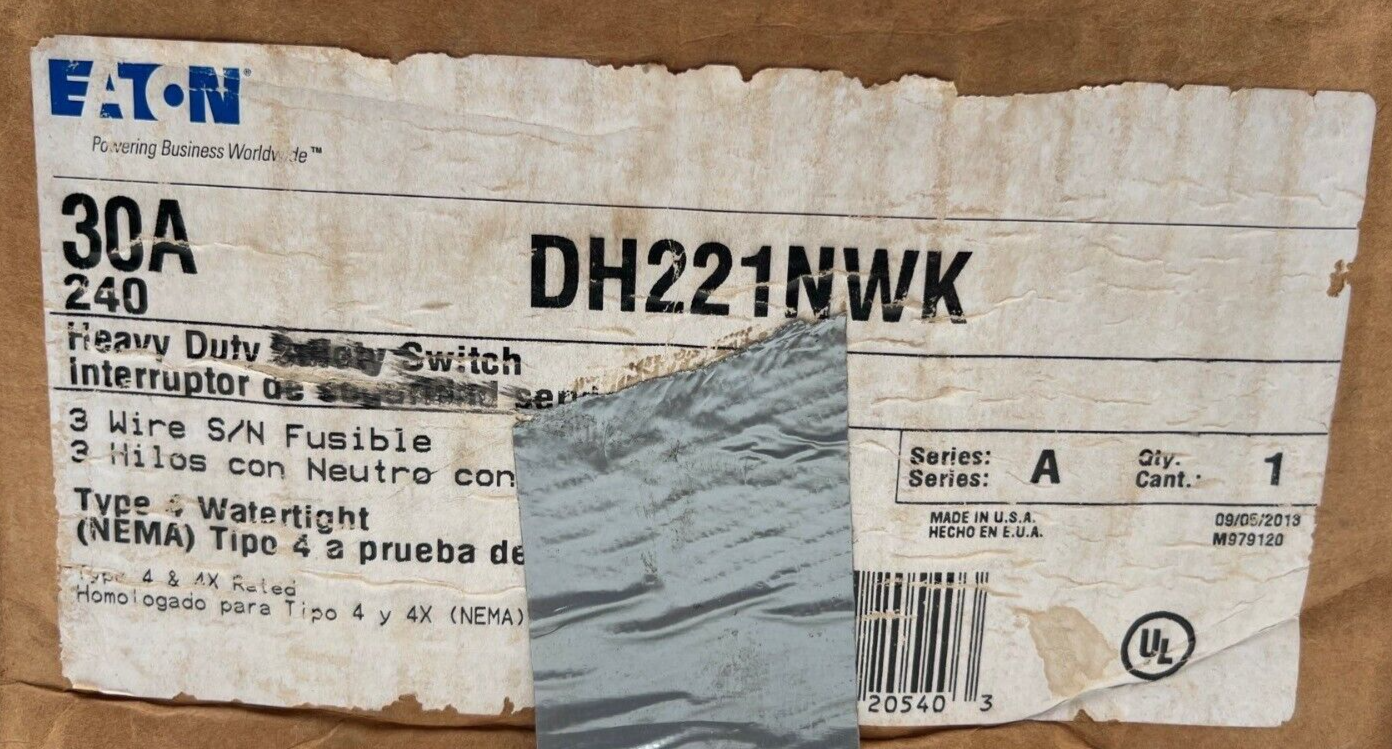 EATON®
Powering Business Worldwide™
30A
240
DH221NWK
Heavy Duty Switch
interruptor de
3 Wire S/N Fusible
3 Hilos con Neutro con
Type 4 Watertight
(NEMA) Tipo 4 a prueba de
Type 4 & 4X Rated
Homologado para Tipo 4 y 4X (NEMA)
Series: A Qty. 1
Series: Cant.:
MADE IN U.S.A. 09/05/2013
HECHO EN E.U.A. M979120
20540 3
UL